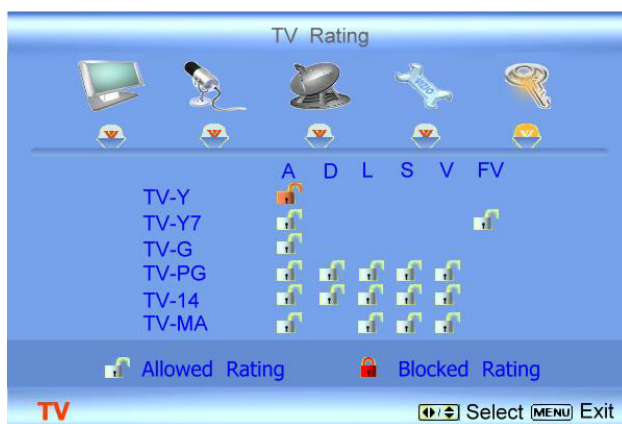 TV Rating
VIZIO
A D L S V FV
TV-Y
TV-Y7
TV-G
TV-PG
TV-14
TV-MA
Allowed Rating
Blocked Rating
TV
Select MENU Exit